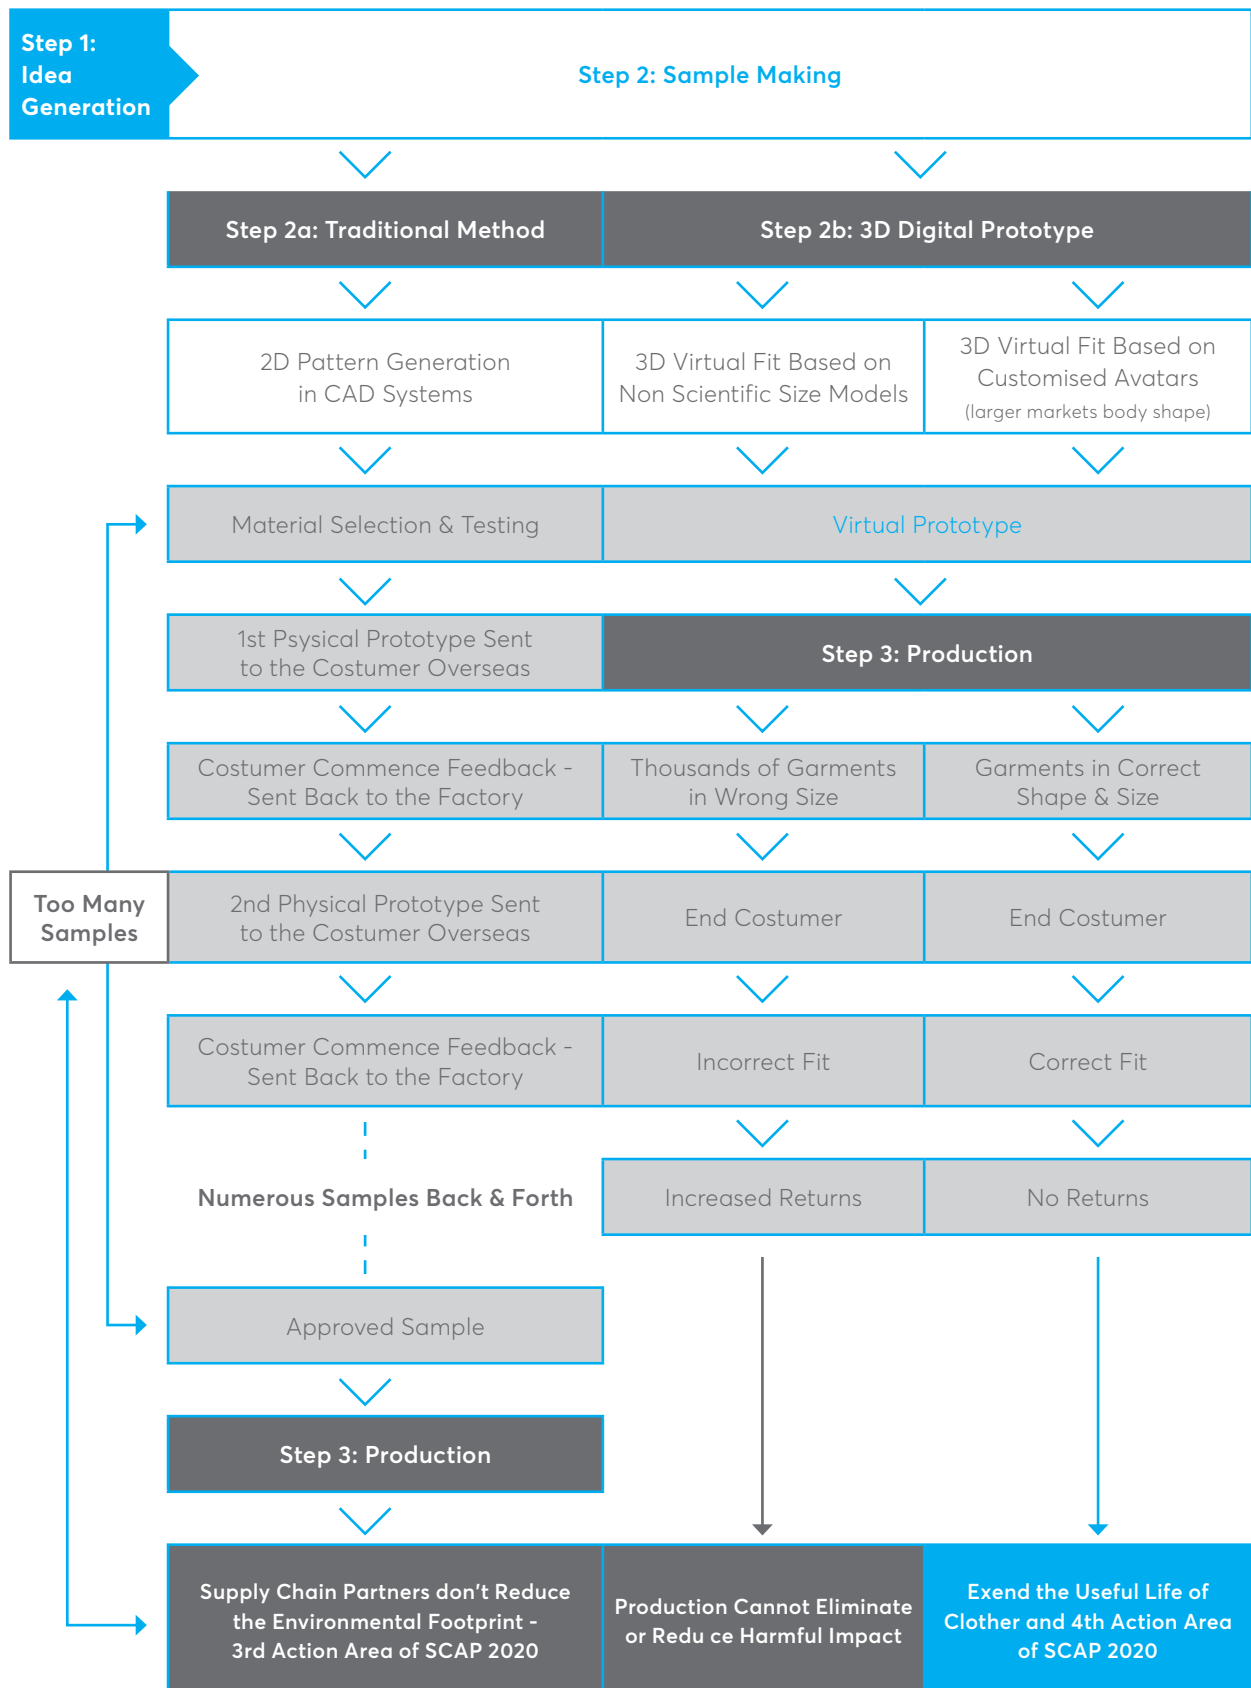 Step 1:
Idea
Generation
Step 2: Sample Making
Step 2a: Traditional Method
Step 2b: 3D Digital Prototype
2D Pattern Generation
in CAD Systems
3D Virtual Fit Based on
Non Scientific Size Models
3D Virtual Fit Based on
Customised Avatars
(larger markets body shape)
Material Selection & Testing
Virtual Prototype
1st Psysical Prototype Sent
to the Costumer Overseas
Step 3: Production
Costumer Commence Feedback -
Sent Back to the Factory
Thousands of Garments
in Wrong Size
Garments in Correct
Shape & Size
Too Many
Samples
2nd Physical Prototype Sent
to the Costumer Overseas
End Costumer
End Costumer
Costumer Commence Feedback -
Sent Back to the Factory
Incorrect Fit
Correct Fit
Numerous Samples Back & Forth
Increased Returns
No Returns
Approved Sample
Step 3: Production
Supply Chain Partners don't Reduce
the Environmental Footprint -
3rd Action Area of SCAP 2020
Production Cannot Eliminate
or Redu ce Harmful Impact
Exend the Useful Life of
Clother and 4th Action Area
of SCAP 2020